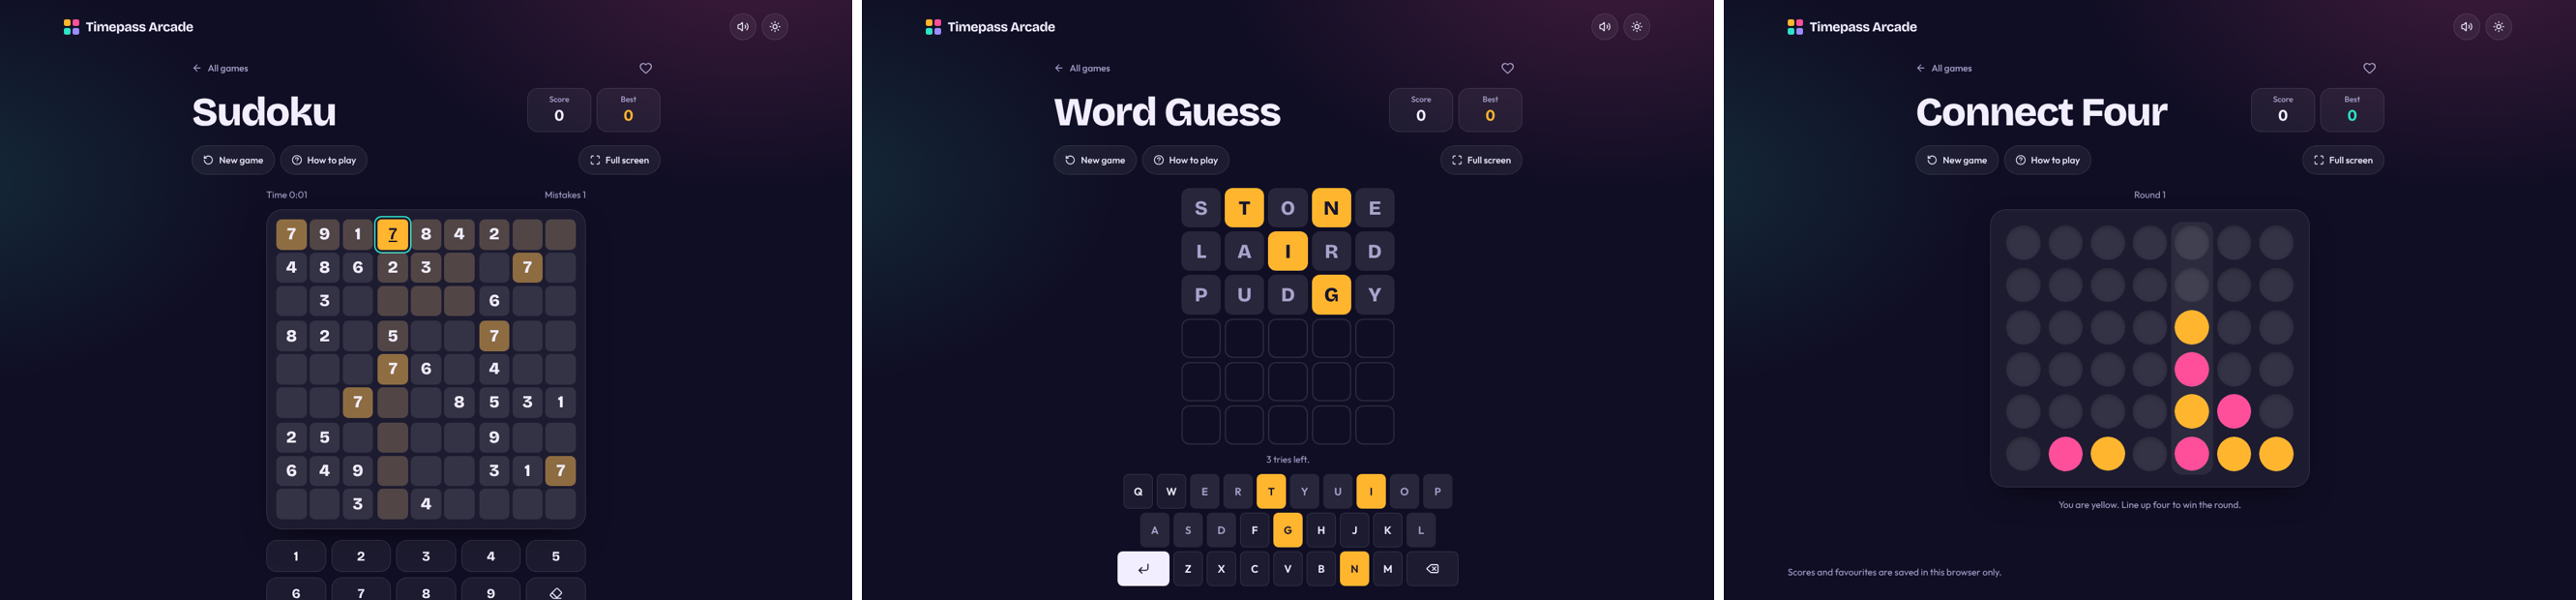 Timepass Arcade
All games
Sudoku
Score
0
Best
0
New game
How to play
Full screen
Time 0:01
Mistakes 1
7 9 1 7 8 4 2
4 8 6 2 3 7
3 6
8 2 5 7
7 6 4
7 8 5 3 1
2 5 9
6 4 9 3 1 7
3 4
1 2 3 4 5
6 7 8 9
Timepass Arcade
All games
Word Guess
Score
0
Best
0
New game
How to play
Full screen
S T O N E
L A I R D
P U D G Y
3 tries left.
Q W E R T Y U I O P
A S D F G H J K L
Z X C V B N M
Timepass Arcade
All games
Connect Four
Score
0
Best
0
New game
How to play
Full screen
Round 1
You are yellow. Line up four to win the round.
Scores and favourites are saved in this browser only.